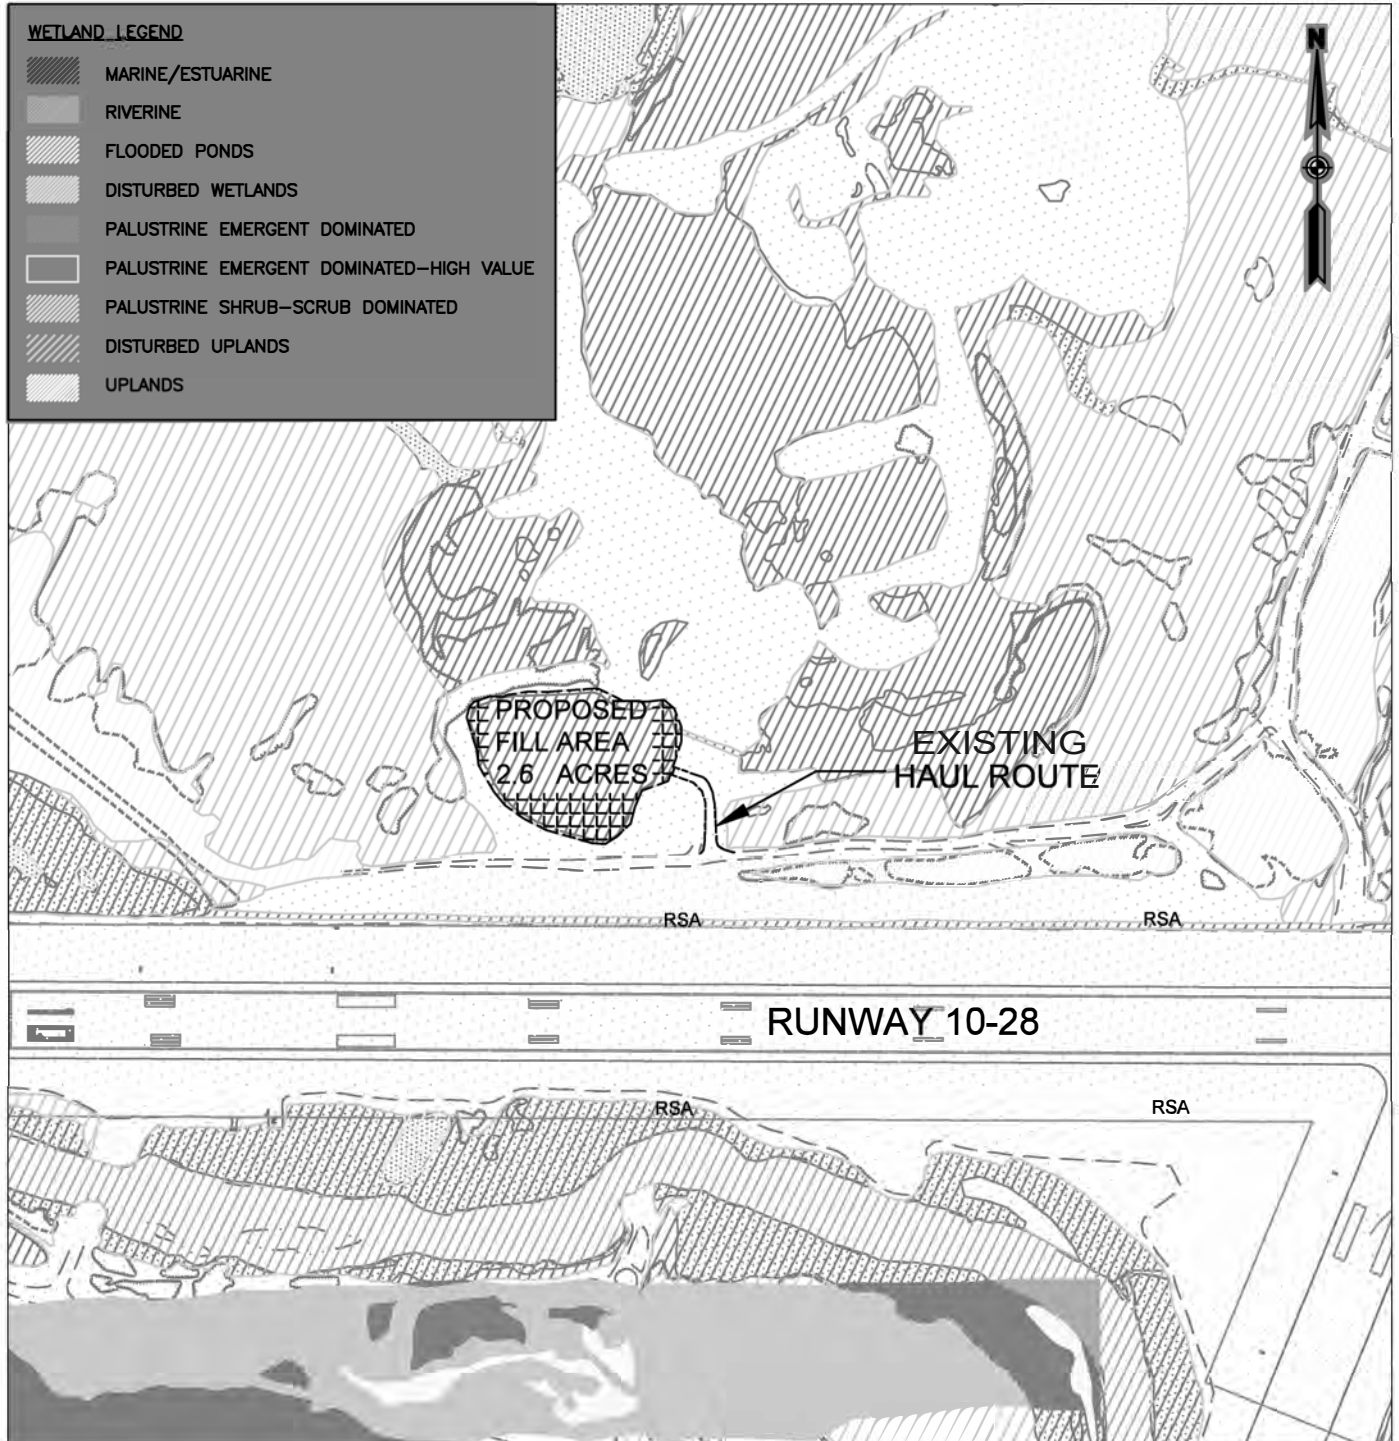 WETLAND LEGEND
MARINE/ESTUARINE
RIVERINE
FLOODED PONDS
DISTURBED WETLANDS
PALUSTRINE EMERGENT DOMINATED
PALUSTRINE EMERGENT DOMINATED-HIGH VALUE
PALUSTRINE SHRUB-SCRUB DOMINATED
DISTURBED UPLANDS
UPLANDS
N
PROPOSED
FILL AREA
2.6 ACRES
EXISTING
HAUL ROUTE
RSA
RSA
RUNWAY 10-28
RSA
RSA